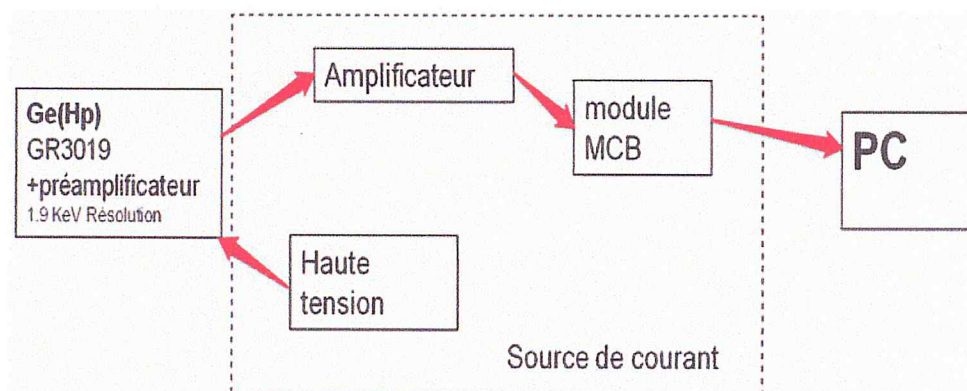 Ge(Hp)
GR3019
+préamplificateur
1.9 KeV Résolution
Amplificateur
module
MCB
PC
Haute
tension
Source de courant